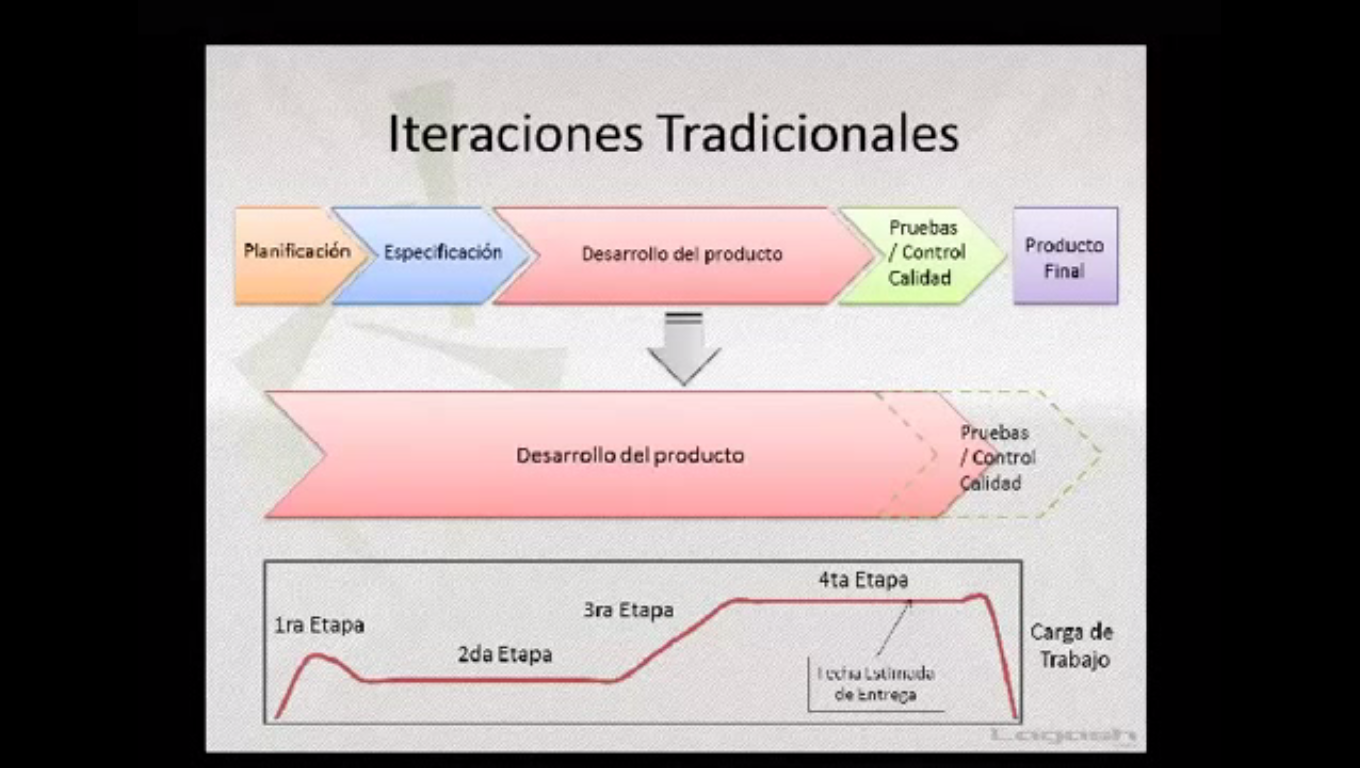 Iteraciones Tradicionales
Planificación
Especificación
Desarrollo del producto
Pruebas
/ Control
Calidad
Producto
Final
Desarrollo del producto
Pruebas
/ Control
Calidad
1ra Etapa
2da Etapa
3ra Etapa
4ta Etapa
Fecha Estimada
de Entrega
Carga de
Trabajo
Lagash